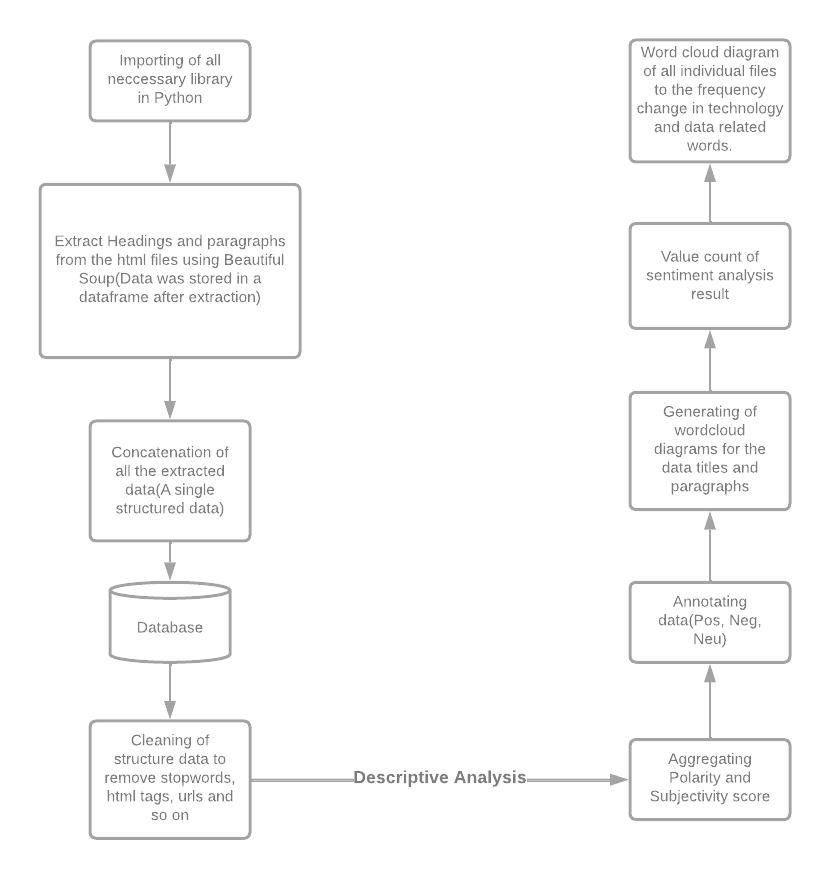 Importing of all
neccessary library
in Python
Extract Headings and paragraphs
from the html files using Beautiful
Soup(Data was stored in a
dataframe after extraction)
Concatenation of
all the extracted
data(A single
structured data)
Database
Cleaning of
structure data to
remove stopwords,
html tags, urls and
so on
Descriptive Analysis
Aggregating
Polarity and
Subjectivity score
Annotating
data(Pos, Neg,
Neu)
Generating of
wordcloud
diagrams for the
data titles and
paragraphs
Value count of
sentiment analysis
result
Word cloud diagram
of all individual files
to the frequency
change in technology
and data related
words.